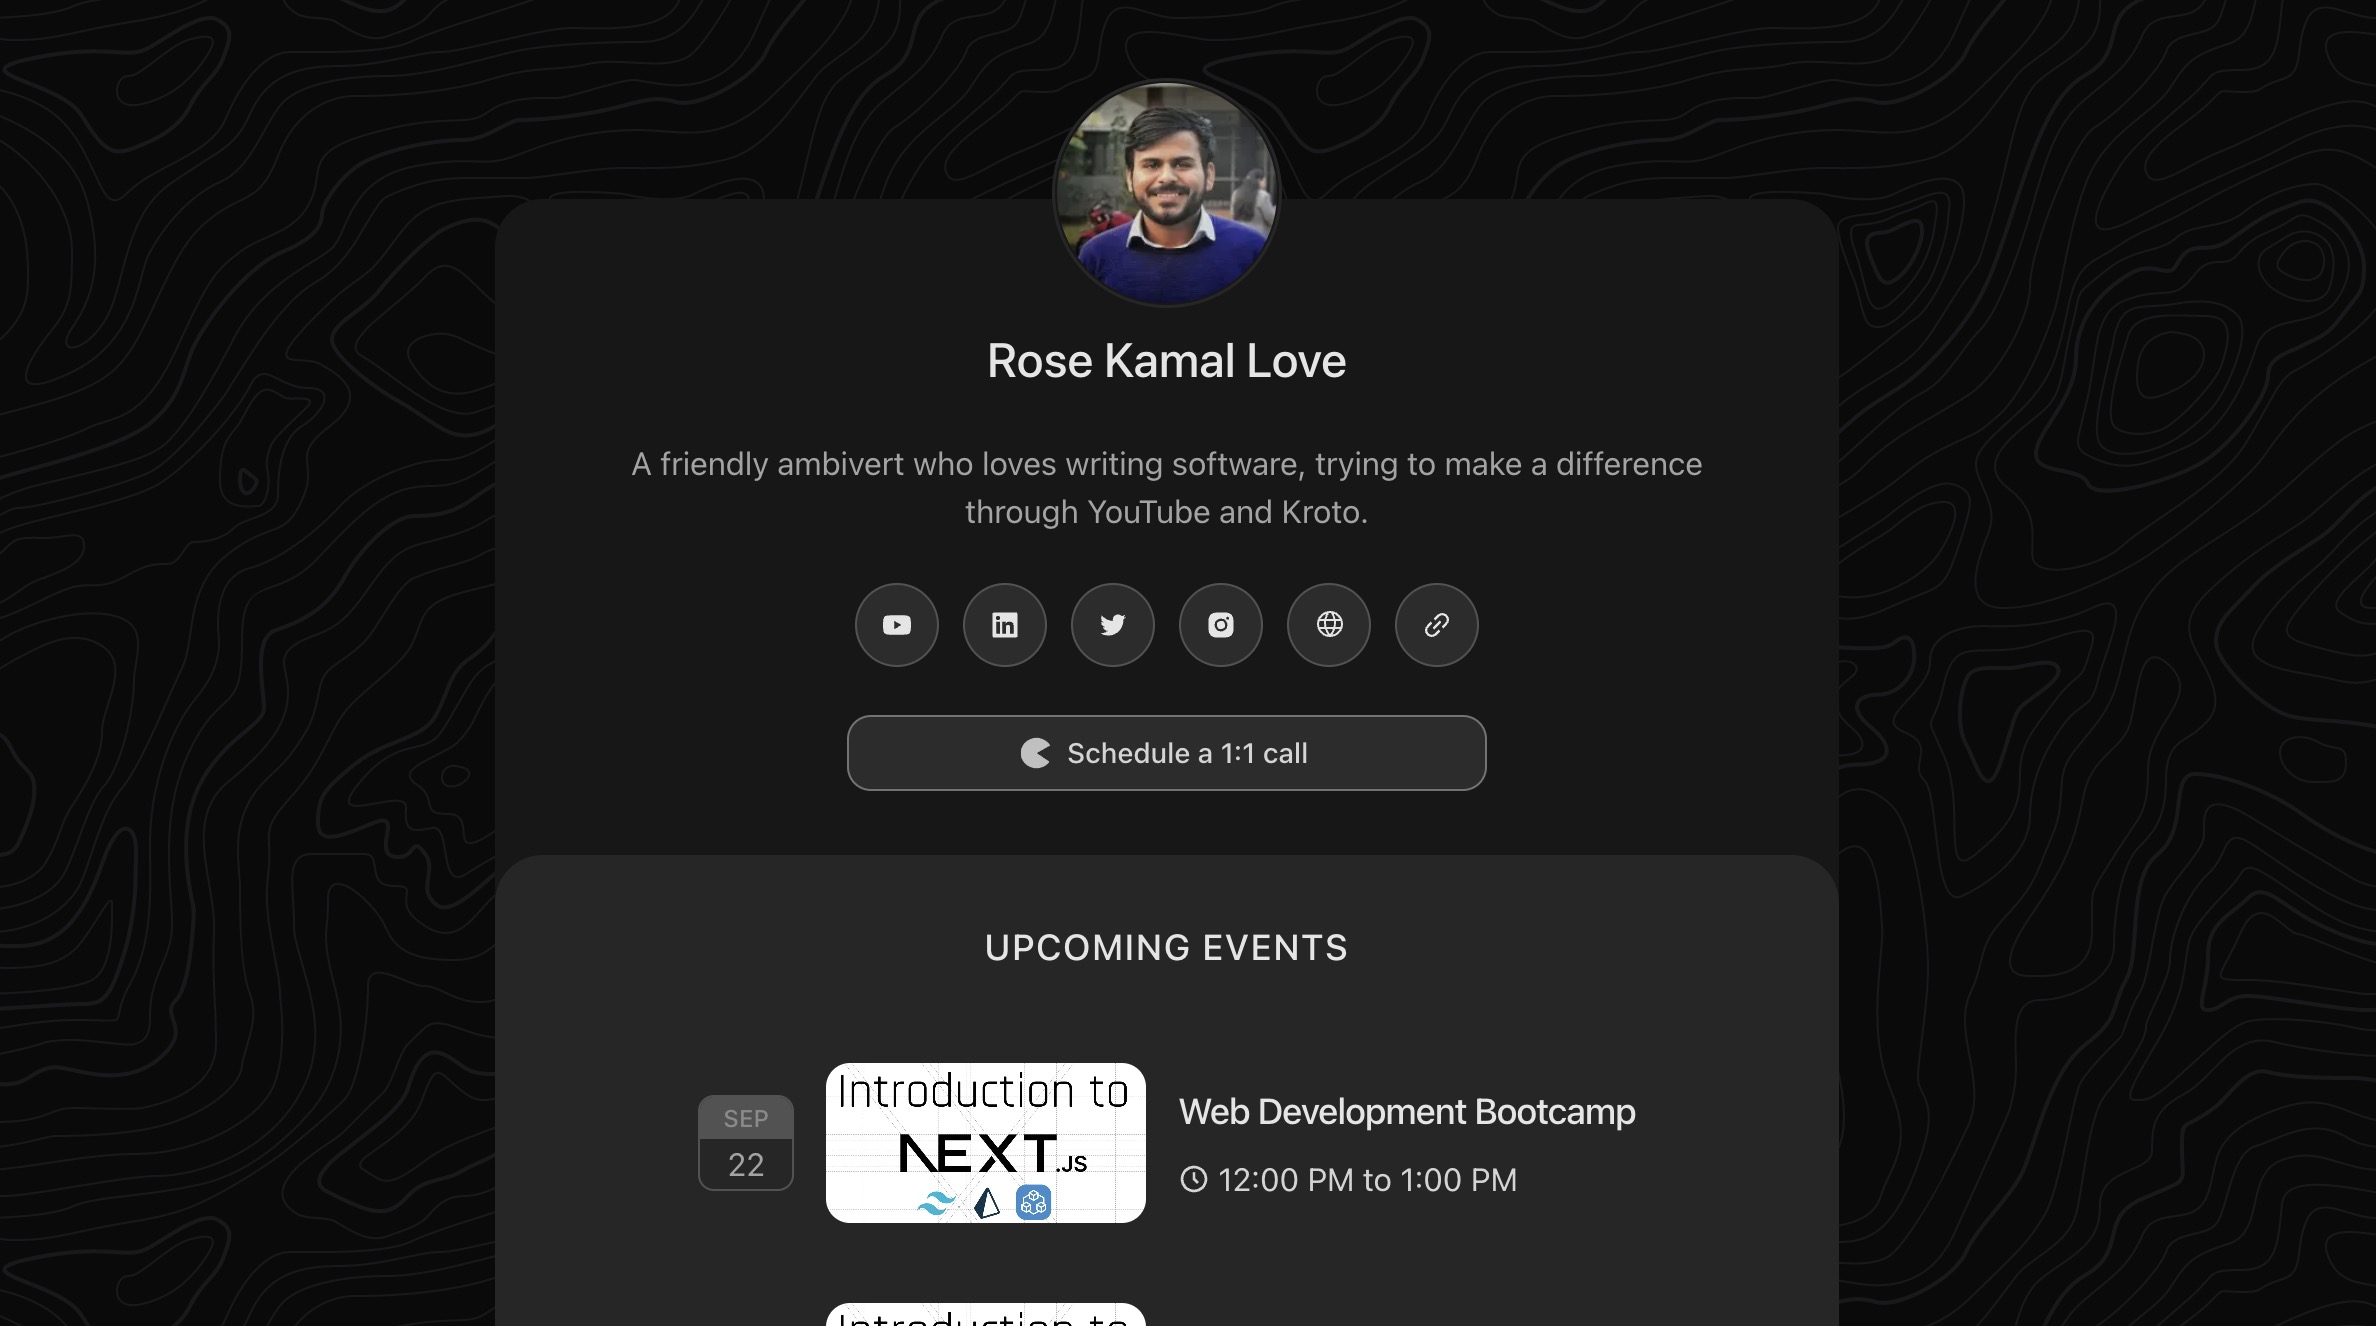 Rose Kamal Love
A friendly ambivert who loves writing software, trying to make a difference
through YouTube and Kroto.
Schedule a 1:1 call
UPCOMING EVENTS
SEP
22
Introduction to
NEXT.JS
Web Development Bootcamp
12:00 PM to 1:00 PM
Introduction to